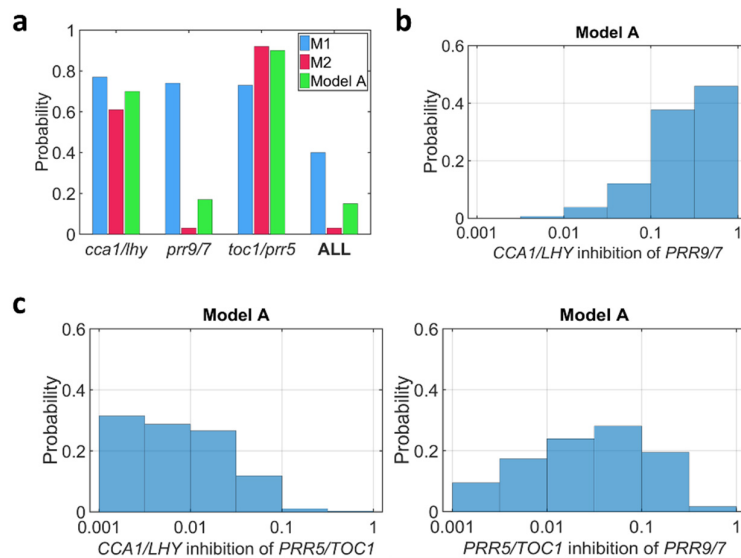 a
1
0.8
0.6
0.4
0.2
0
Probability
M1
M2
Model A
cca1/lhy prr9/7 toc1/prr5 ALL
b
Model A
0.6
0.4
0.2
0
Probability
0.001 0.01 0.1 1
CCA1/LHY inhibition of PRR9/7
c
Model A
0.6
0.4
0.2
0
Probability
0.001 0.01 0.1 1
CCA1/LHY inhibition of PRR5/TOC1
Model A
0.6
0.4
0.2
0
Probability
0.001 0.01 0.1 1
PRR5/TOC1 inhibition of PRR9/7